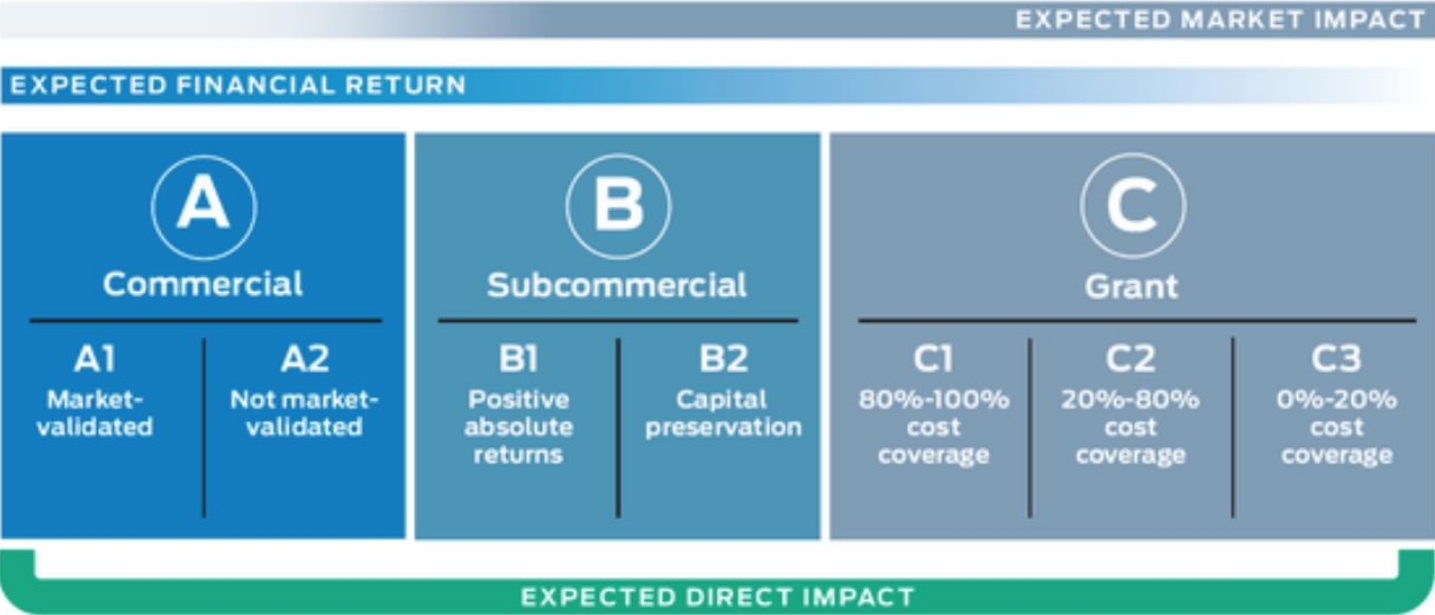 EXPECTED MARKET IMPACT
EXPECTED FINANCIAL RETURN
A
Commercial
A1
Market-
validated
A2
Not market-
validated
B
Subcommercial
B1
Positive
absolute
returns
B2
Capital
preservation
C
Grant
C1
80%-100%
cost
coverage
C2
20%-80%
cost
coverage
C3
0%-20%
cost
coverage
EXPECTED DIRECT IMPACT